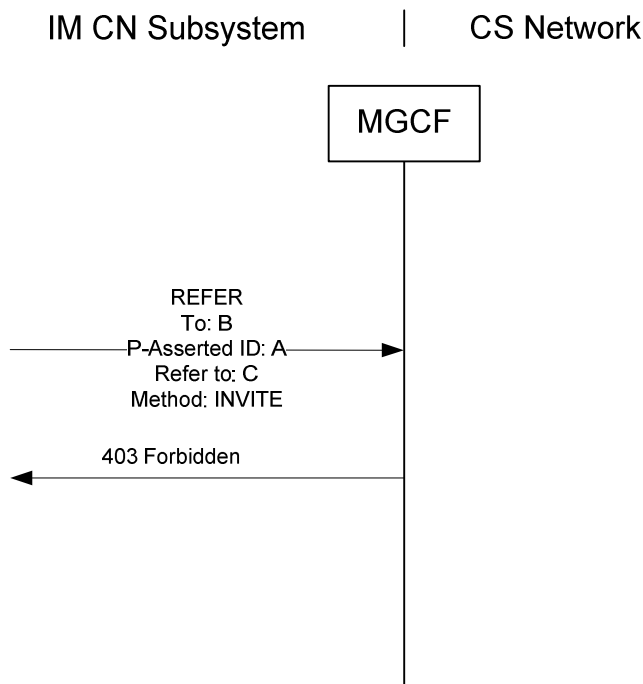 IM CN Subsystem | CS Network
MGCF
REFER
To: B
P-Asserted ID: A
Refer to: C
Method: INVITE
403 Forbidden